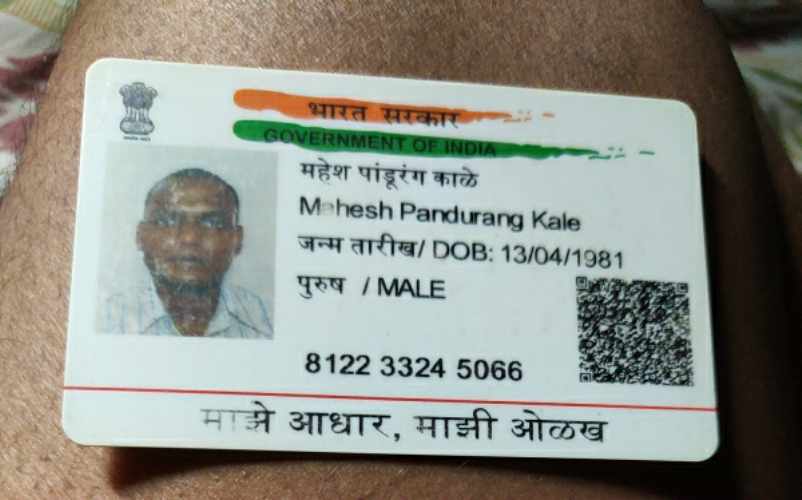 भारत सरकार
GOVERNMENT OF INDIA
महेश पांडूरंग काळे
Mahesh Pandurang Kale
जन्म तारीख/ DOB: 13/04/1981
पुरुष / MALE
8122 3324 5066
माझे आधार, माझी ओळख